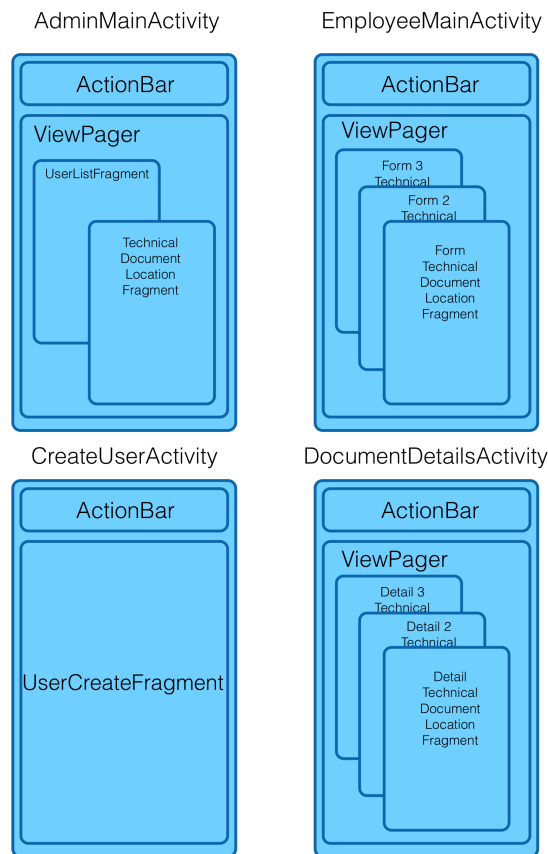 AdminMainActivity
ActionBar
ViewPager
UserListFragment
Technical
Document
Location
Fragment
EmployeeMainActivity
ActionBar
ViewPager
Form 3
Technical
Form 2
Technical
Form
Technical
Document
Location
Fragment
CreateUserActivity
ActionBar
UserCreateFragment
DocumentDetailsActivity
ActionBar
ViewPager
Detail 3
Technical
Detail 2
Technical
Detail
Technical
Document
Location
Fragment